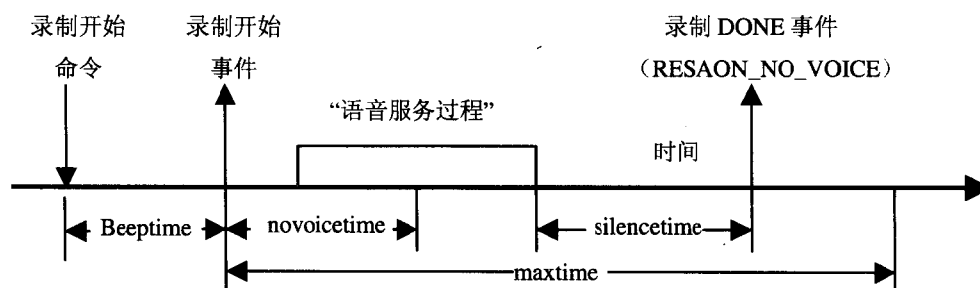 录制开始
命令
录制开始
事件
录制 DONE 事件
（RESAON_NO_VOICE）
“语音服务过程”
时间
Beeptime
novoicetime
silencetime
maxtime